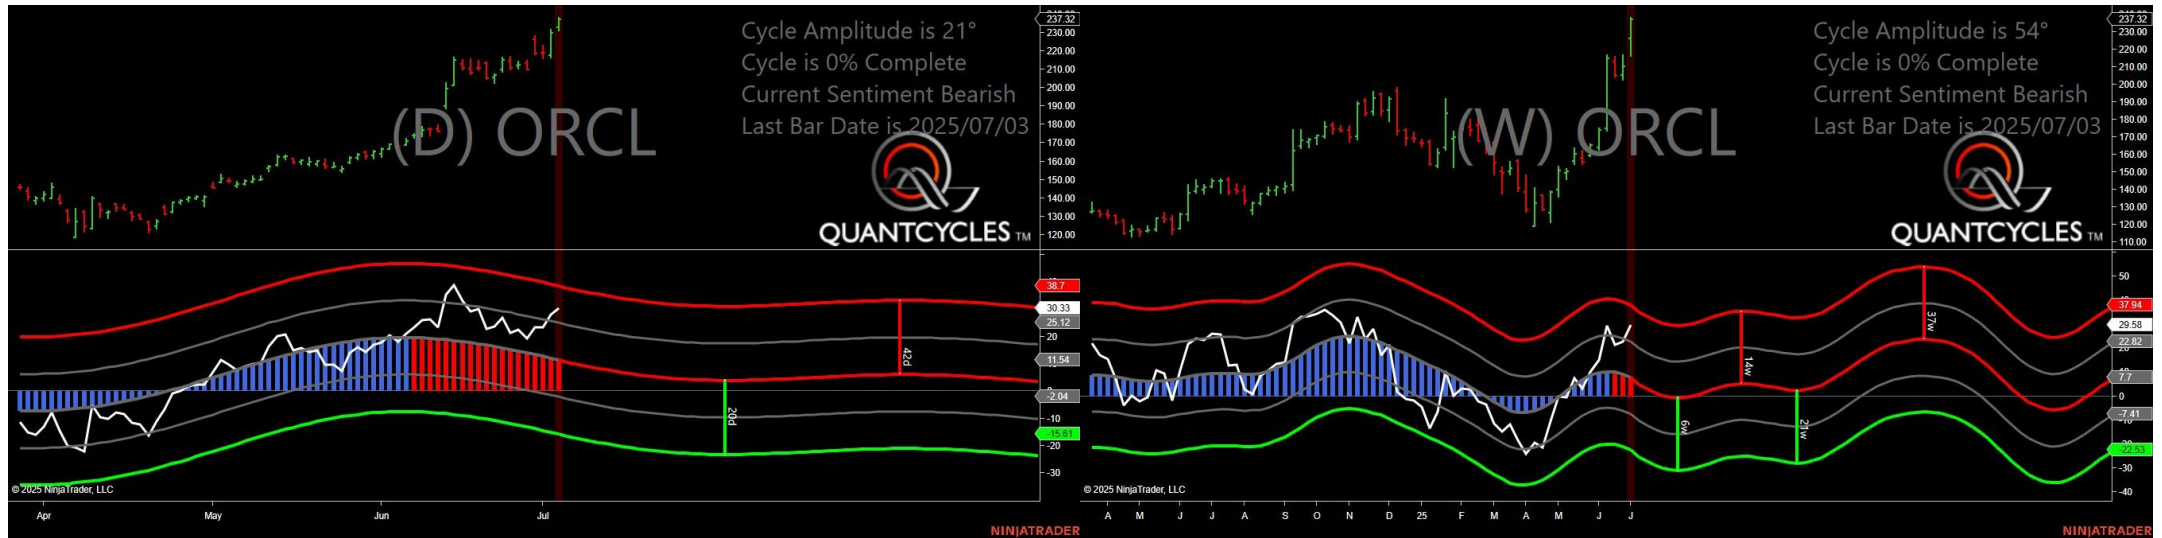 Cycle Amplitude is 21°
Cycle is 0% Complete
Current Sentiment Bearish
Last Bar Date is 2025/07/03
(D) ORCL
QUANTCYCLES TM
237.32
230.00
220.00
210.00
200.00
190.00
180.00
170.00
160.00
150.00
140.00
130.00
120.00
38.7
30.33
25.12
20
11.54
0
-2.04
-10
-15.61
-20
-30
42d
20d
© 2025 NinjaTrader, LLC
Apr May Jun Jul
NINJATRADER
Cycle Amplitude is 54°
Cycle is 0% Complete
Current Sentiment Bearish
Last Bar Date is 2025/07/03
(W) ORCL
QUANTCYCLES TM
237.32
230.00
220.00
210.00
200.00
190.00
180.00
170.00
160.00
150.00
140.00
130.00
120.00
110.00
50
37.94
29.58
22.82
7.7
0
-7.41
-22.53
-30
-40
37w
14w
6w
21w
© 2025 NinjaTrader, LLC
A M J J A S O N D 25 F M A M J J
NINJATRADER